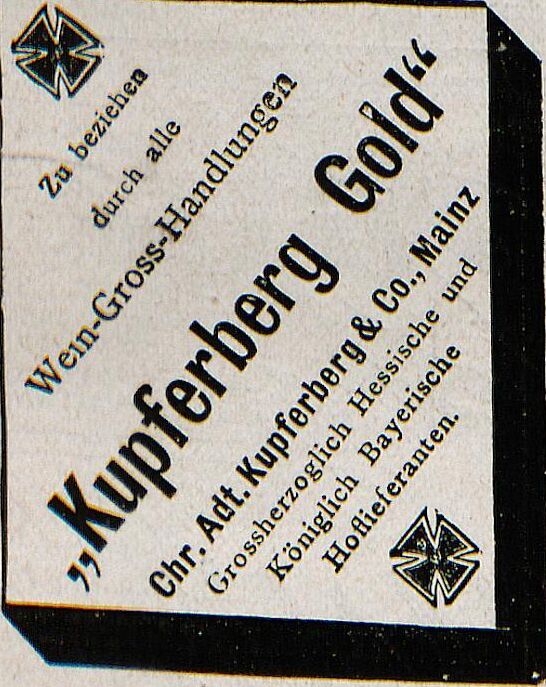 Zu beziehen
durch alle
Wein-Gross-Handlungen
„Kupferberg Gold“
Chr. Adt. Kupferberg & Co., Mainz
Grossherzoglich Hessische und
Königlich Bayerische
Hoflieferanten.